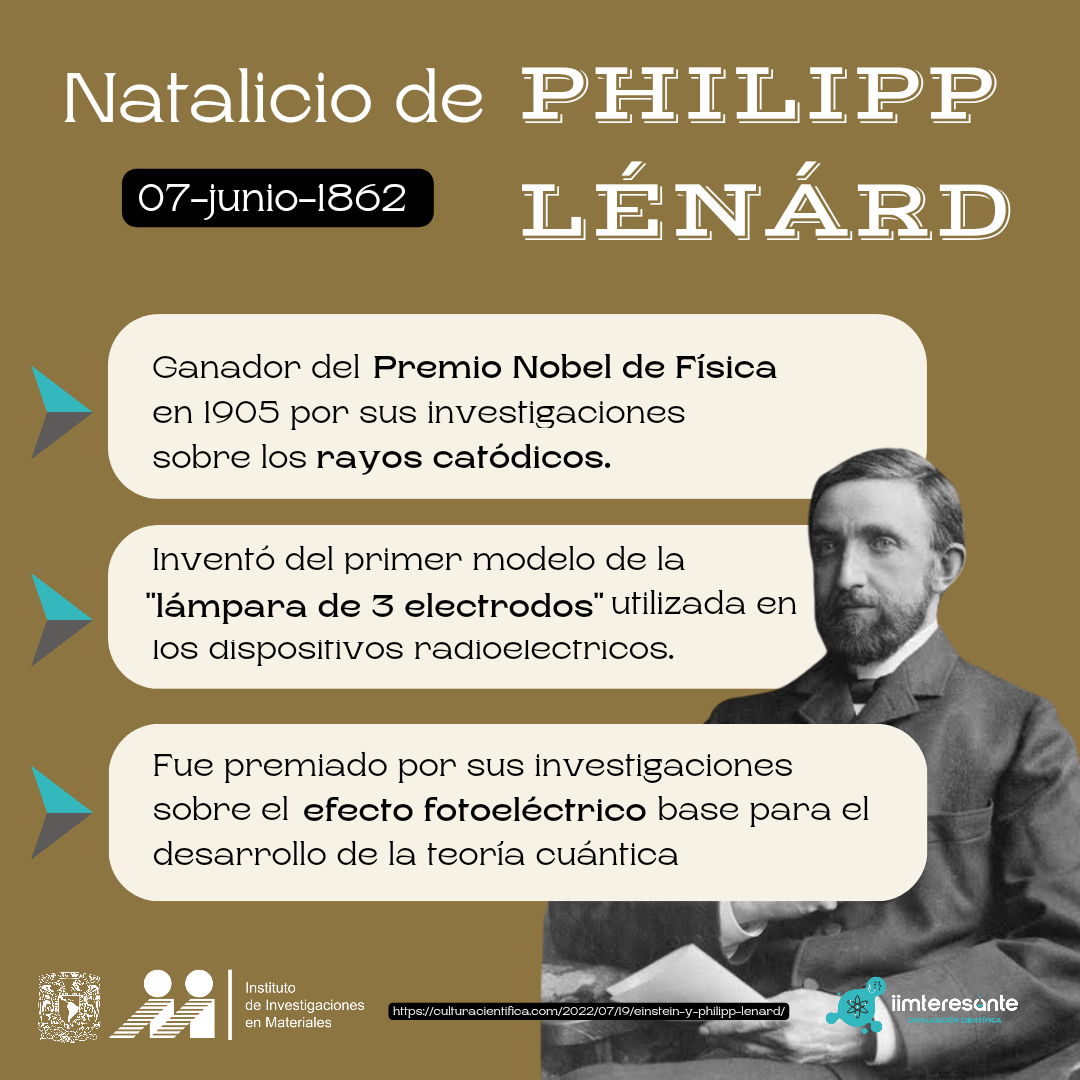 Natalicio de PHILIPP
LÉNÁRD
07-junio-1862
Ganador del Premio Nobel de Física
en 1905 por sus investigaciones
sobre los rayos catódicos.
Inventó del primer modelo de la
"lámpara de 3 electrodos" utilizada en
los dispositivos radioelectricos.
Fue premiado por sus investigaciones
sobre el efecto fotoeléctrico base para el
desarrollo de la teoría cuántica
Instituto
de Investigaciones
en Materiales
https://culturacientifica.com/2022/07/19/einstein-y-philipp-lenard/
iimteresante
DIVULGACIÓN CIENTÍFICA